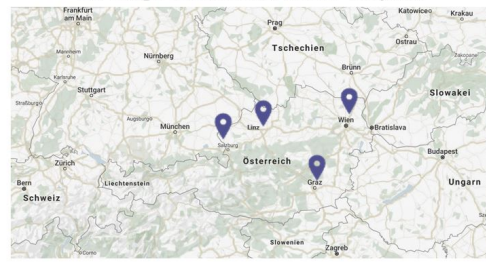 Frankfurt
am Main
Prag
Katowice
Krakau
Tschechien
Ostrau
Mannheim
Nürnberg
Zakopane
Karlsruhe
Brünn
Stuttgart
Slowakei
Straßburg
Augsburg
München
Linz
Wien
Bratislava
Salzburg
Budapest
Zürich
Österreich
Bern
Liechtenstein
Graz
Ungarn
Schweiz
Slowenien
Zagreb